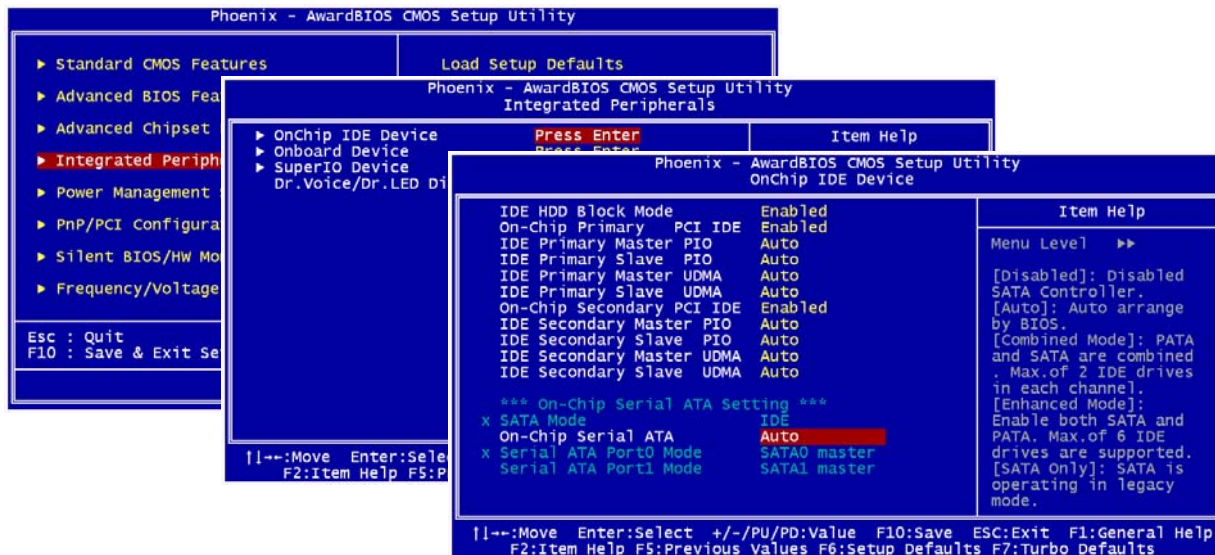 Phoenix - AwardBIOS CMOS Setup Utility
▶ Standard CMOS Features
Load Setup Defaults
▶ Advanced BIOS Fea
▶ Advanced Chipset
▶ Integrated Periph
▶ Power Management
▶ PnP/PCI Configura
▶ Silent BIOS/HW Mo
▶ Frequency/Voltage
Esc : Quit
F10 : Save & Exit Se
Phoenix - AwardBIOS CMOS Setup Utility
Integrated Peripherals
▶ OnChip IDE Device Press Enter
▶ Onboard Device Press Enter
▶ SuperIO Device
Dr.Voice/Dr.LED Di
Item Help
↑↓→←:Move Enter:Sele
F2:Item Help F5:P
Phoenix - AwardBIOS CMOS Setup Utility
OnChip IDE Device
IDE HDD Block Mode Enabled
On-Chip Primary PCI IDE Enabled
IDE Primary Master PIO Auto
IDE Primary Slave PIO Auto
IDE Primary Master UDMA Auto
IDE Primary Slave UDMA Auto
On-Chip Secondary PCI IDE Enabled
IDE Secondary Master PIO Auto
IDE Secondary Slave PIO Auto
IDE Secondary Master UDMA Auto
IDE Secondary Slave UDMA Auto
*** On-Chip Serial ATA Setting ***
x SATA Mode IDE
On-Chip Serial ATA Auto
x Serial ATA Port0 Mode SATA0 master
Serial ATA Port1 Mode SATA1 master
Item Help
Menu Level ▶▶
[Disabled]: Disabled
SATA Controller.
[Auto]: Auto arrange
by BIOS.
[Combined Mode]: PATA
and SATA are combined
. Max.of 2 IDE drives
in each channel.
[Enhanced Mode]:
Enable both SATA and
PATA. Max.of 6 IDE
drives are supported.
[SATA Only]: SATA is
operating in legacy
mode.
↑↓→←:Move Enter:Select +/-/PU/PD:Value F10:Save ESC:Exit F1:General Help
F2:Item Help F5:Previous Values F6:Setup Defaults F7:Turbo Defaults